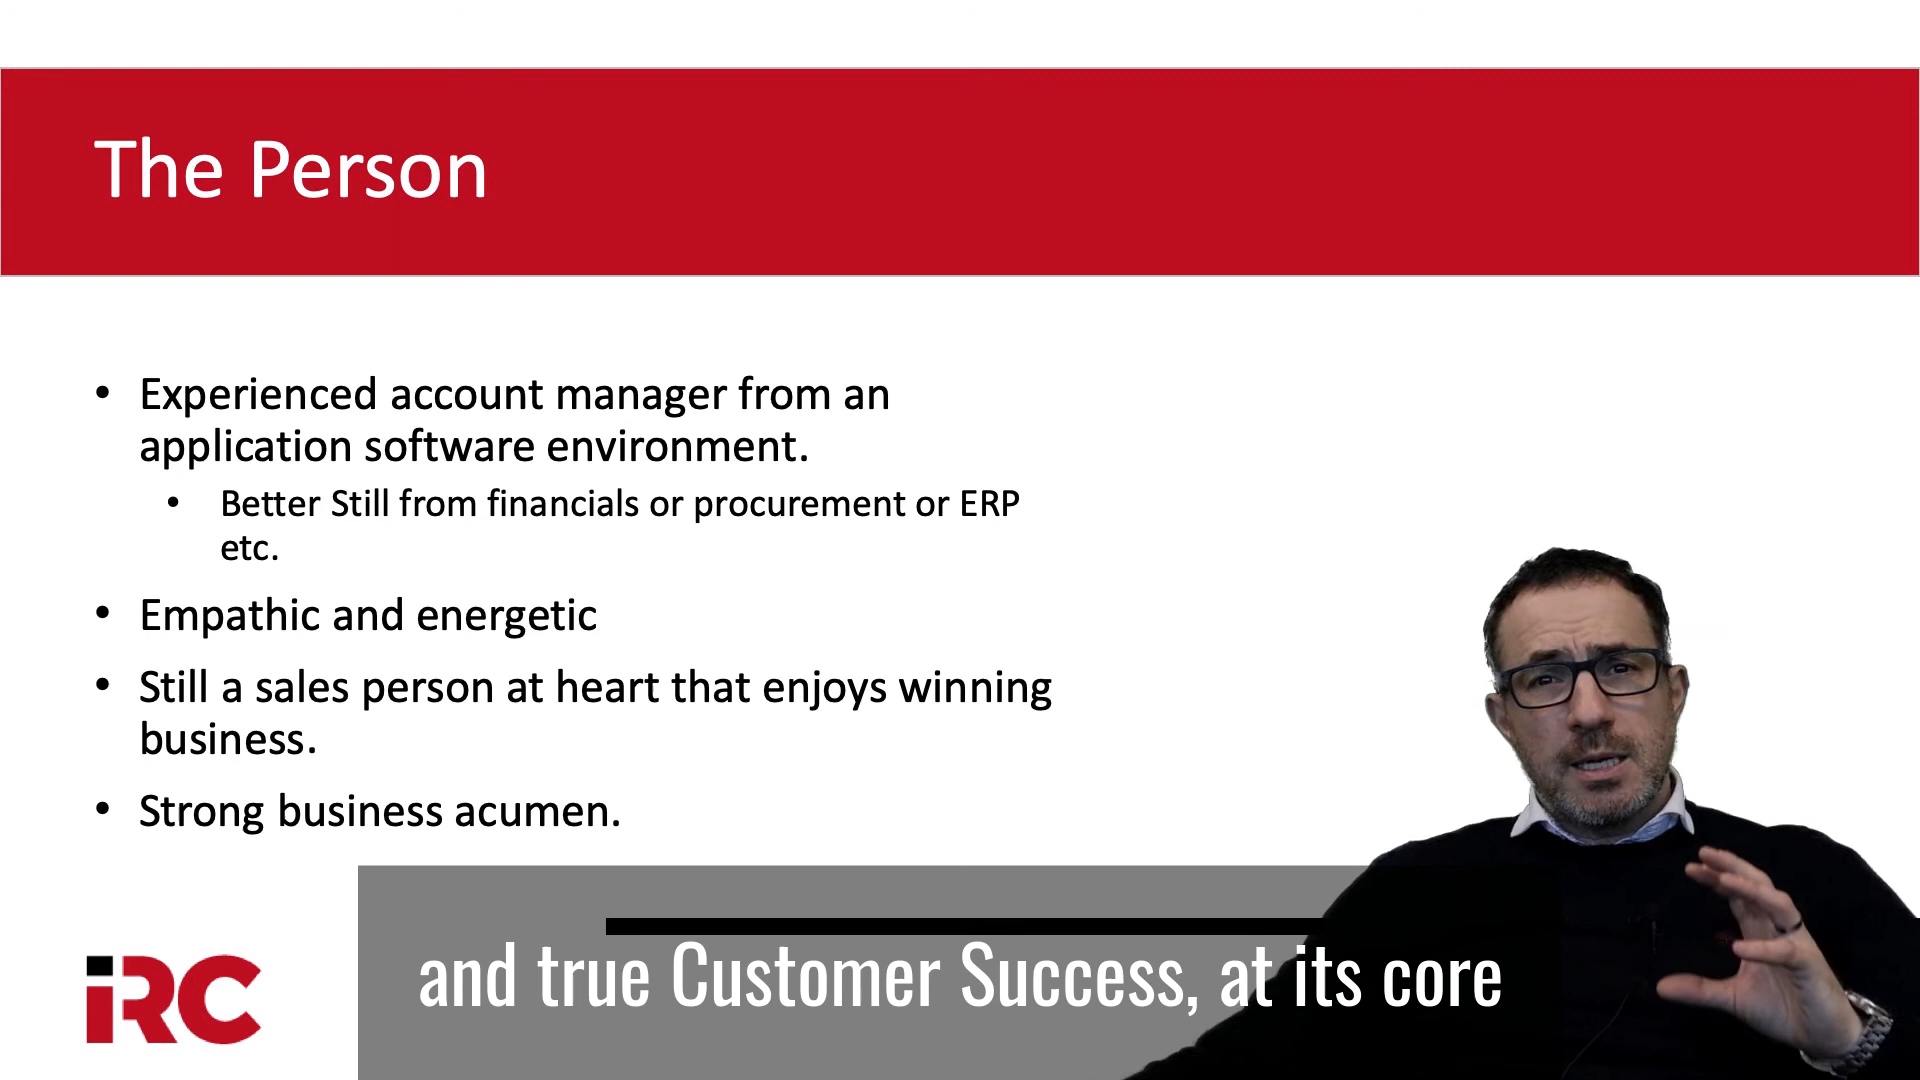 The Person
• Experienced account manager from an
application software environment.
• Better Still from financials or procurement or ERP
etc.
• Empathic and energetic
• Still a sales person at heart that enjoys winning
business.
• Strong business acumen.
iRC
and true Customer Success, at its core